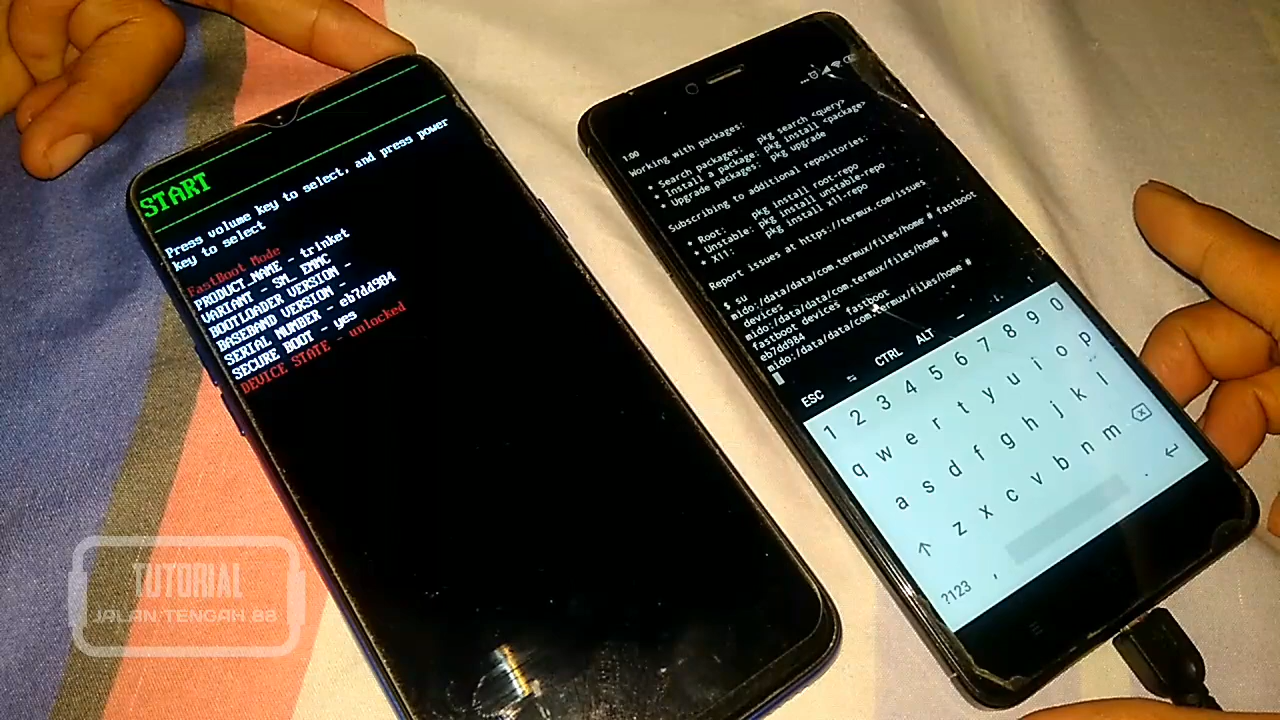 START
Press volume key to select, and press power
key to select
FastBoot Mode
PRODUCT_NAME - trinket
VARIANT - SM_ EMMC
BOOTLOADER VERSION -
BASEBAND VERSION -
SERIAL NUMBER - eb7dd984
SECURE BOOT - yes
DEVICE STATE - unlocked
1.00
Working with packages:
* Search packages: pkg search <query>
* Install a package: pkg install <package>
* Upgrade packages: pkg upgrade
Subscribing to additional repositories:
* Root: pkg install root-repo
* Unstable: pkg install unstable-repo
* X11: pkg install x11-repo
Report issues at https://termux.com/issues
$ su
mido:/data/data/com.termux/files/home # fastboot
devices
mido:/data/data/com.termux/files/home #
fastboot devices
eb7dd984 fastboot
mido:/data/data/com.termux/files/home #
ESC CTRL ALT
1 2 3 4 5 6 7 8 9 0
q w e r t y u i o p
a s d f g h j k l
z x c v b n m
?123 , .
TUTORIAL
JALAN TENGAH 88